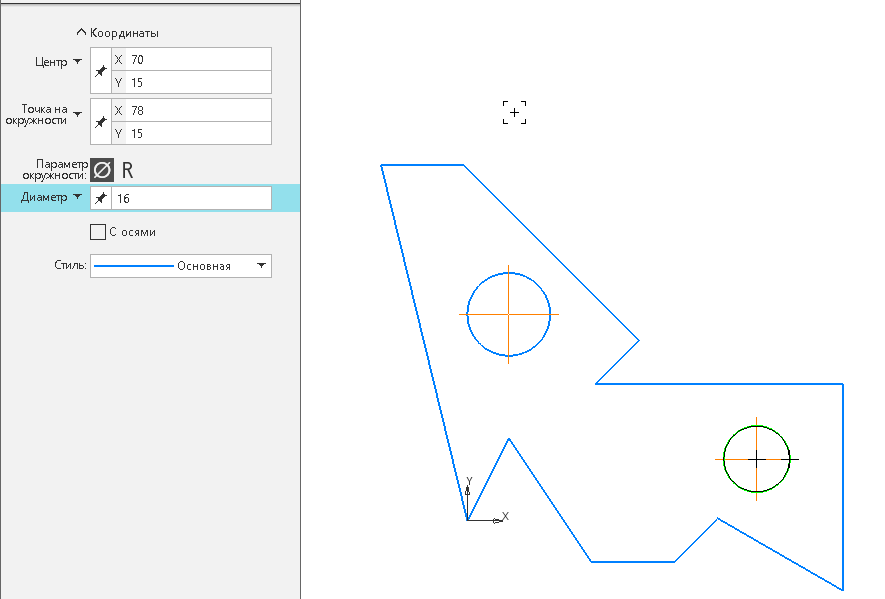 Координаты
Центр X 70
Y 15
Точка на окружности X 78
Y 15
Параметр окружности: R
Диаметр 16
С осями
Стиль: Основная
Y
X